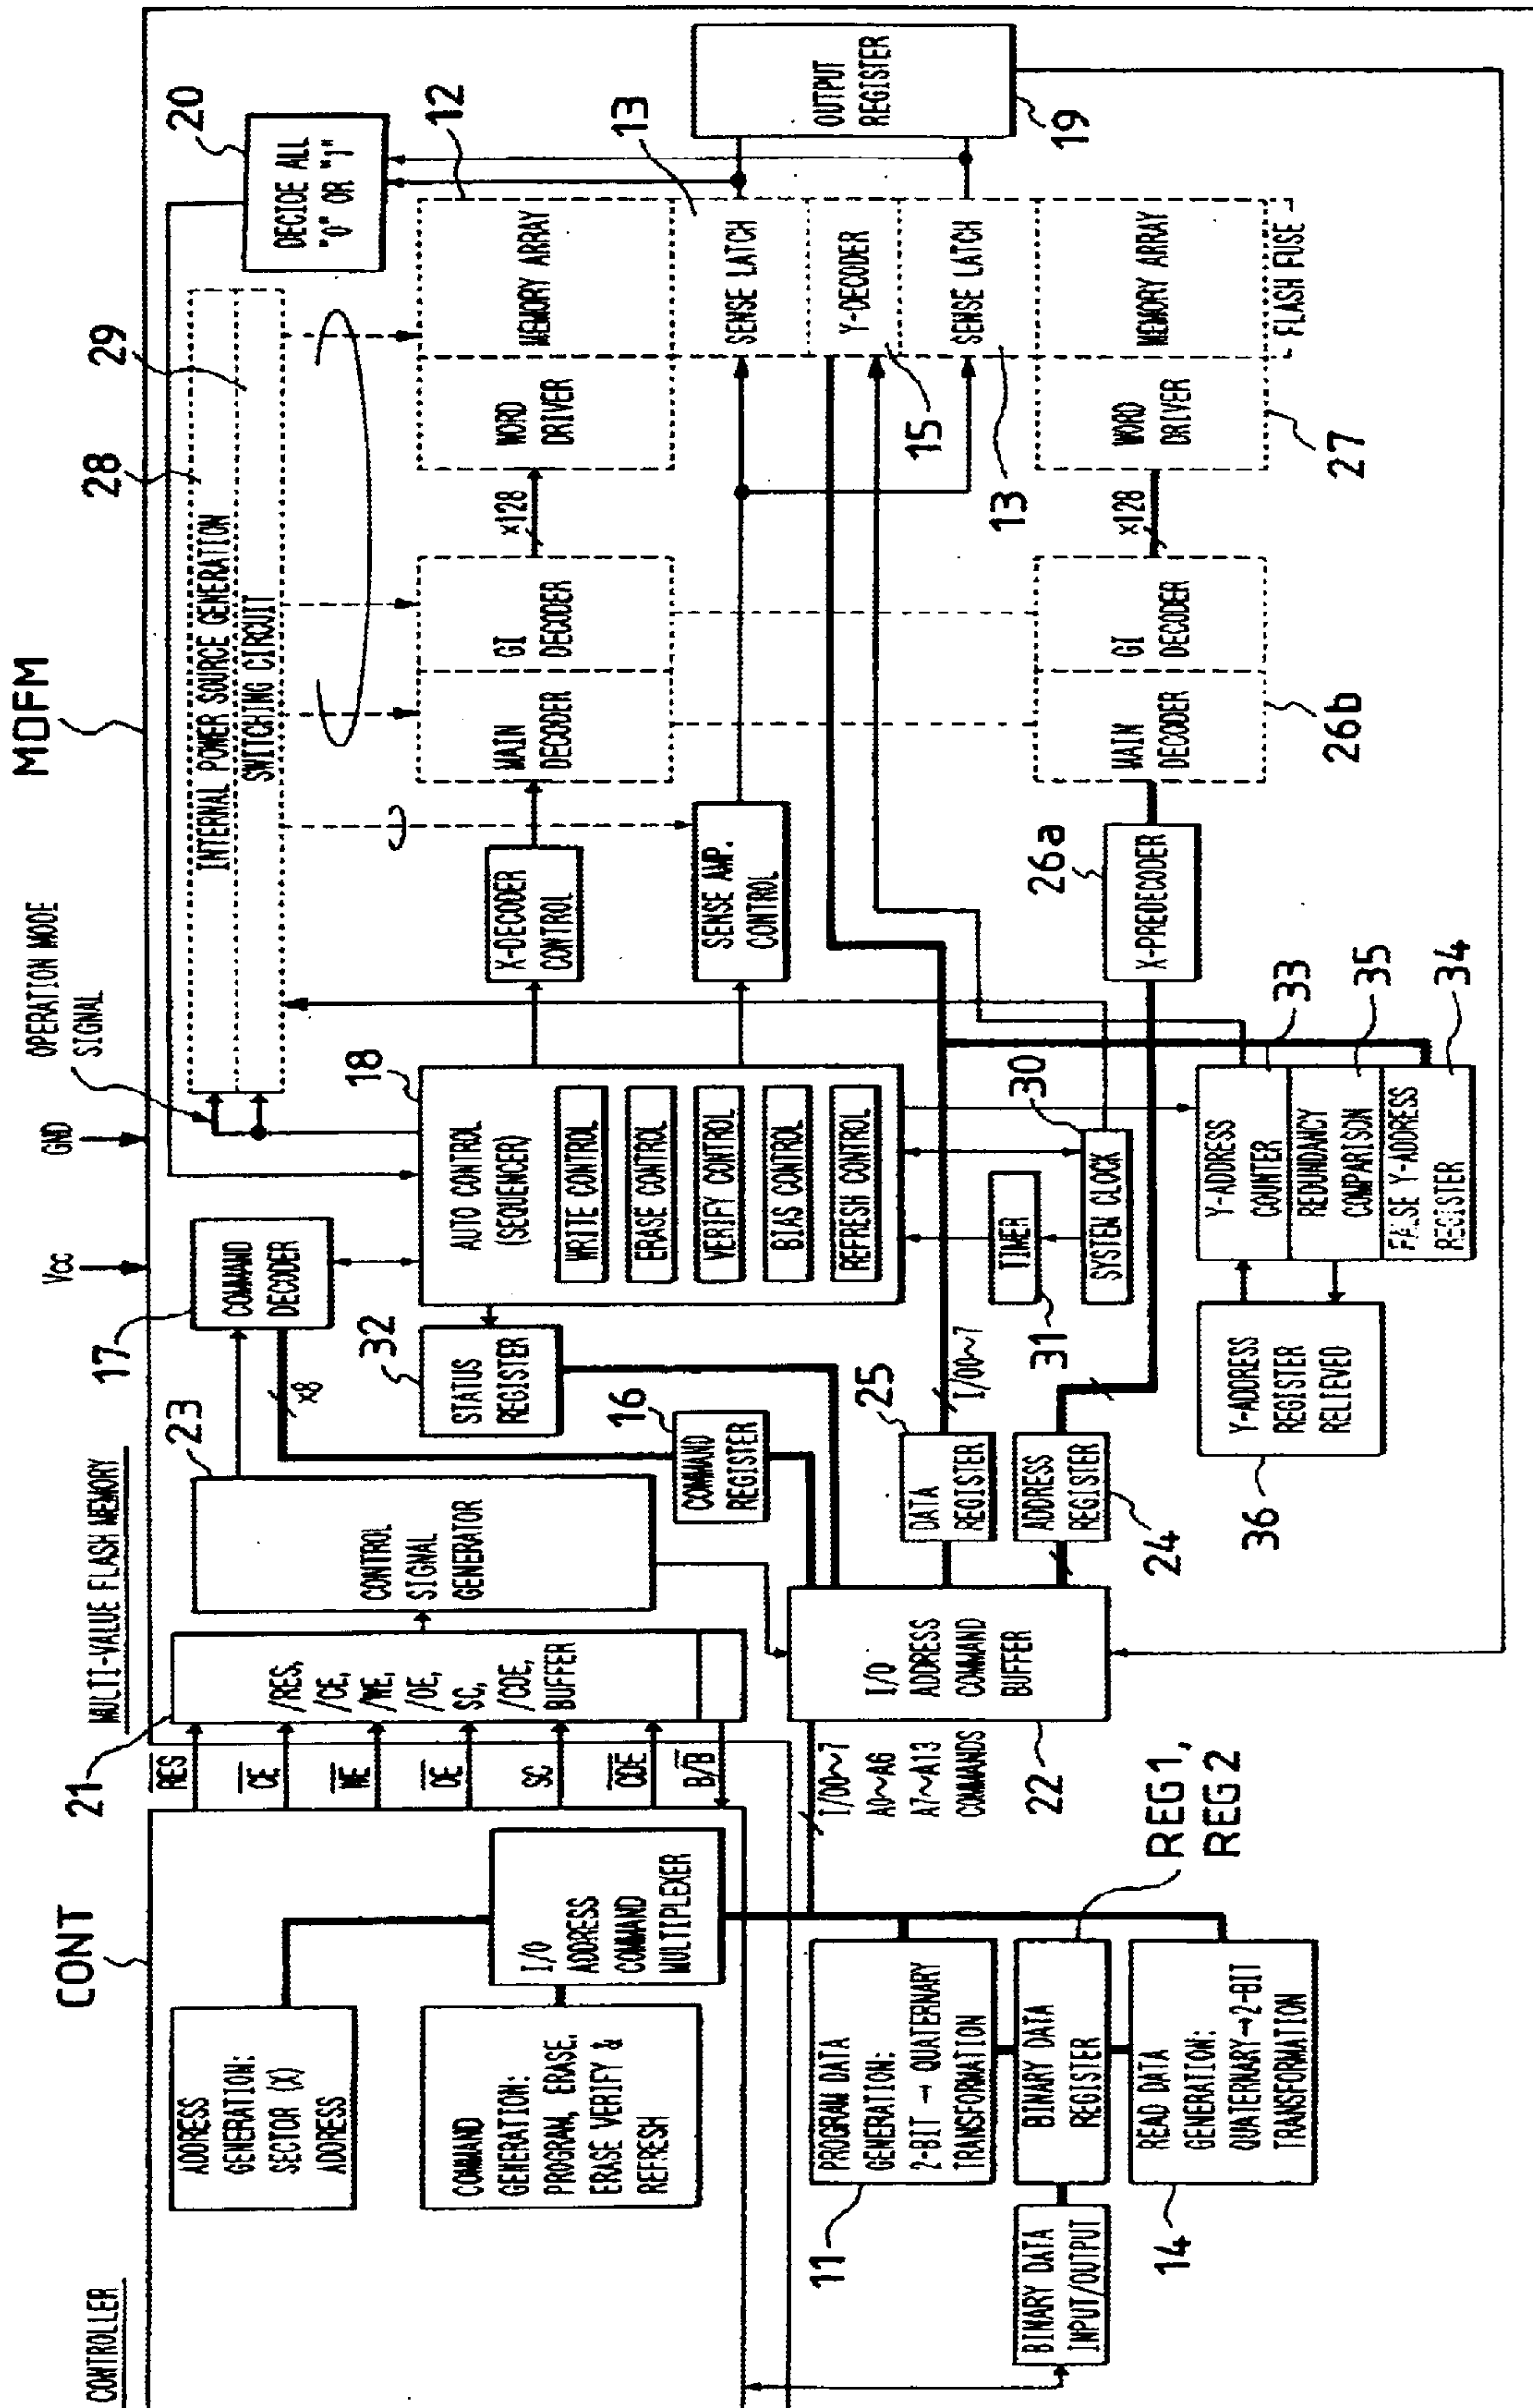 CONTROLLER
CONT
ADDRESS
GENERATION:
SECTOR (X)
ADDRESS
COMMAND
GENERATION:
PROGRAM, ERASE,
ERASE VERIFY &
REFRESH
I/O
ADDRESS
COMMAND
MULTIPLEXER
11
PROGRAM DATA
GENERATION:
2-BIT → QUATERNARY
TRANSFORMATION
BINARY DATA
INPUT/OUTPUT
BINARY DATA
REGISTER
REG1,
REG2
14
READ DATA
GENERATION:
QUATERNARY→2-BIT
TRANSFORMATION
MULTI-VALUE FLASH MEMORY
MDFM
RES
CE
WE
OE
SC
CDE
B/B
21
/RES,
/CE,
/WE,
/OE,
SC,
/CDE,
BUFFER
I/O0~7
A0~A6
A7~A13
COMMANDS
22
I/O
ADDRESS
COMMAND
BUFFER
23
CONTROL
SIGNAL
GENERATOR
17
COMMAND
DECODER
x8
16
COMMAND
REGISTER
32
STATUS
REGISTER
25
DATA
REGISTER
I/O0~7
24
ADDRESS
REGISTER
Vcc
GND
OPERATION MODE
SIGNAL
18
AUTO CONTROL
(SEQUENCER)
WRITE CONTROL
ERASE CONTROL
VERIFY CONTROL
BIAS CONTROL
REFRESH CONTROL
31
TIMER
30
SYSTEM CLOCK
36
Y-ADDRESS
REGISTER
RELIEVED
Y-ADDRESS
COUNTER
33
REDUNDANCY
COMPARISON
35
FALSE Y-ADDRESS
REGISTER
34
28
29
INTERNAL POWER SOURCE GENERATION
SWITCHING CIRCUIT
X-DECODER
CONTROL
SENSE AMP.
CONTROL
26a
X-PREDECODER
MAIN
DECODER
GI
DECODER
x128
WORD
DRIVER
MEMORY ARRAY
12
SENSE LATCH
13
Y-DECODER
15
SENSE LATCH
13
MAIN
DECODER
26b
GI
DECODER
x128
WORD
DRIVER
27
MEMORY ARRAY
FLASH FUSE
20
DECIDE ALL
"0" OR "1"
OUTPUT
REGISTER
19